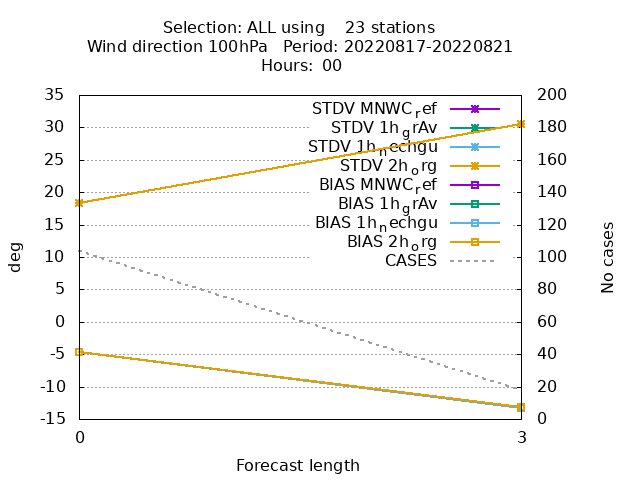 Selection: ALL using    23 stations
Wind direction 100hPa   Period: 20220817-20220821
Hours: 00
35
30
25
20
15
10
5
0
-5
-10
-15
200
180
160
140
120
100
80
60
40
20
0
deg
No cases
STDV MNWC_ref
STDV 1h_grAv
STDV 1h_nechgu
STDV 2h_org
BIAS MNWC_ref
BIAS 1h_grAv
BIAS 1h_nechgu
BIAS 2h_org
CASES
0
3
Forecast length